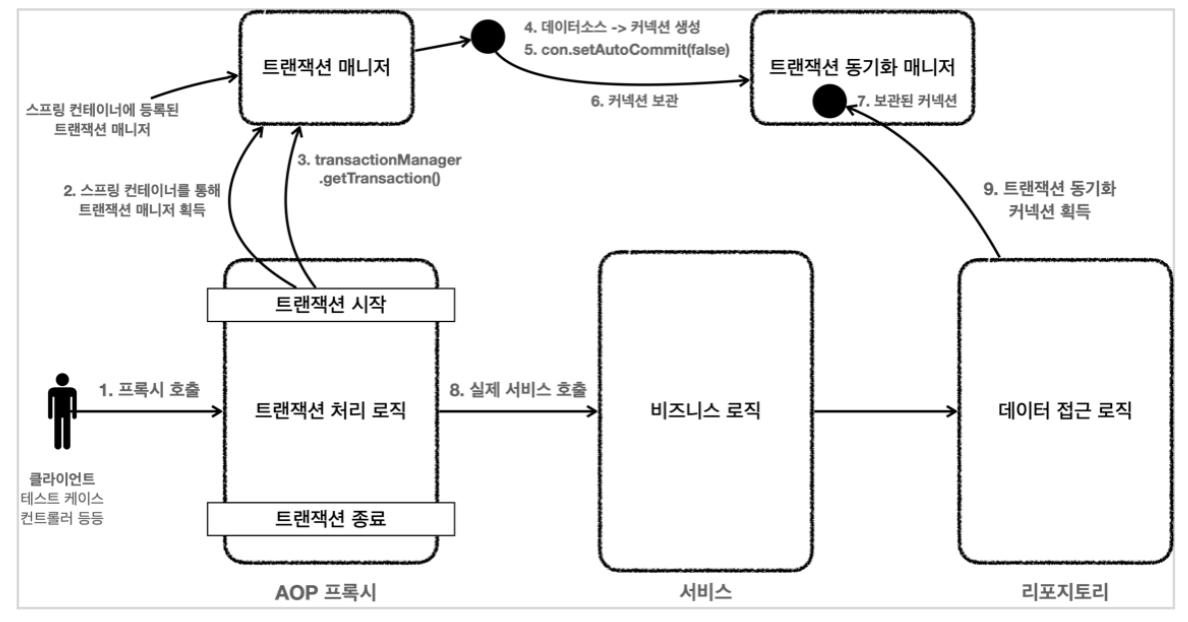 트랜잭션 매니저
4. 데이터소스 -> 커넥션 생성
5. con.setAutoCommit(false)
트랜잭션 동기화 매니저
6. 커넥션 보관
7. 보관된 커넥션
스프링 컨테이너에 등록된
트랜잭션 매니저
3. transactionManager
.getTransaction()
2. 스프링 컨테이너를 통해
트랜잭션 매니저 획득
9. 트랜잭션 동기화
커넥션 획득
트랜잭션 시작
1. 프록시 호출
트랜잭션 처리 로직
8. 실제 서비스 호출
비즈니스 로직
데이터 접근 로직
클라이언트
테스트 케이스
컨트롤러 등등
트랜잭션 종료
AOP 프록시
서비스
리포지토리